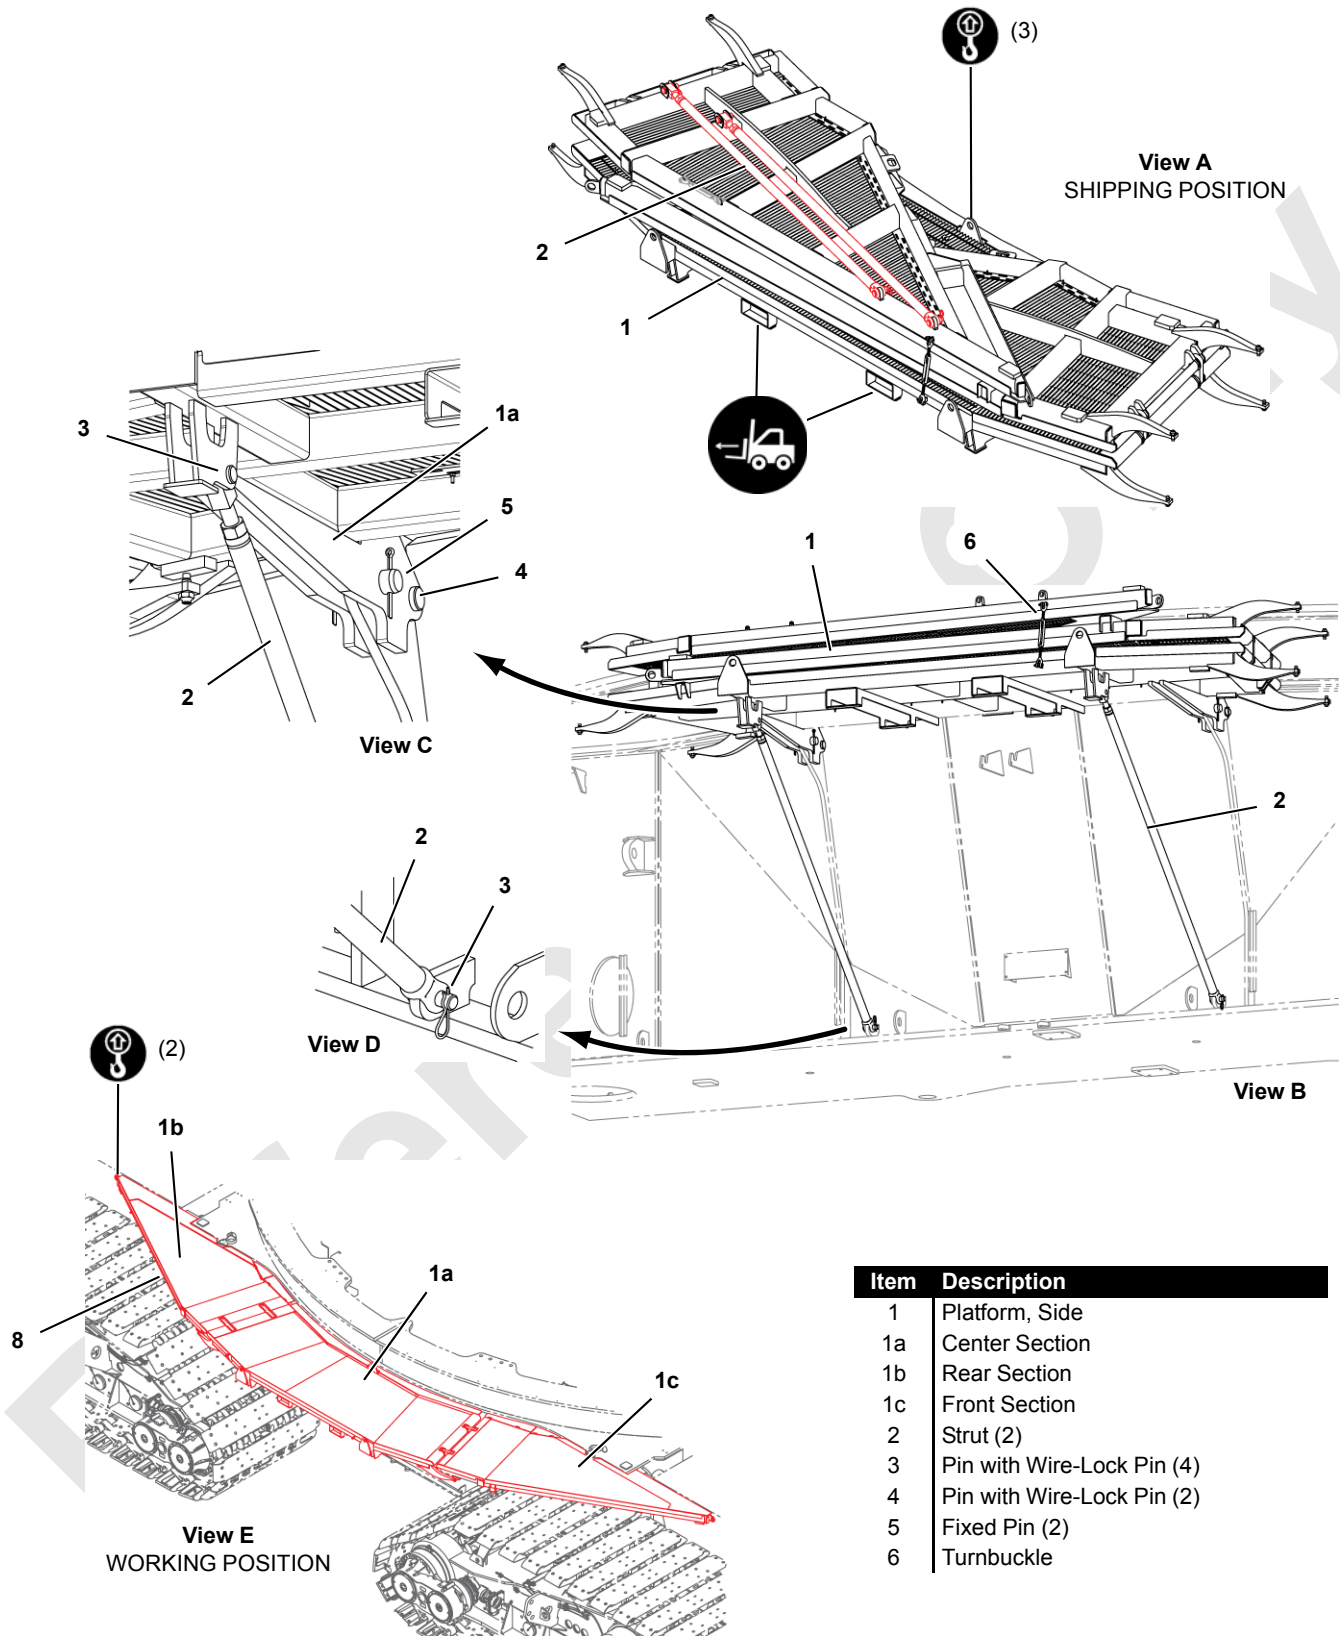 (3)
View A
SHIPPING POSITION
2
1
3
1a
5
4
2
View C
1
6
1
2
2
3
View D
View B
(2)
1b
1a
8
1c
View E
WORKING POSITION
Item Description
1 Platform, Side
1a Center Section
1b Rear Section
1c Front Section
2 Strut (2)
3 Pin with Wire-Lock Pin (4)
4 Pin with Wire-Lock Pin (2)
5 Fixed Pin (2)
6 Turnbuckle